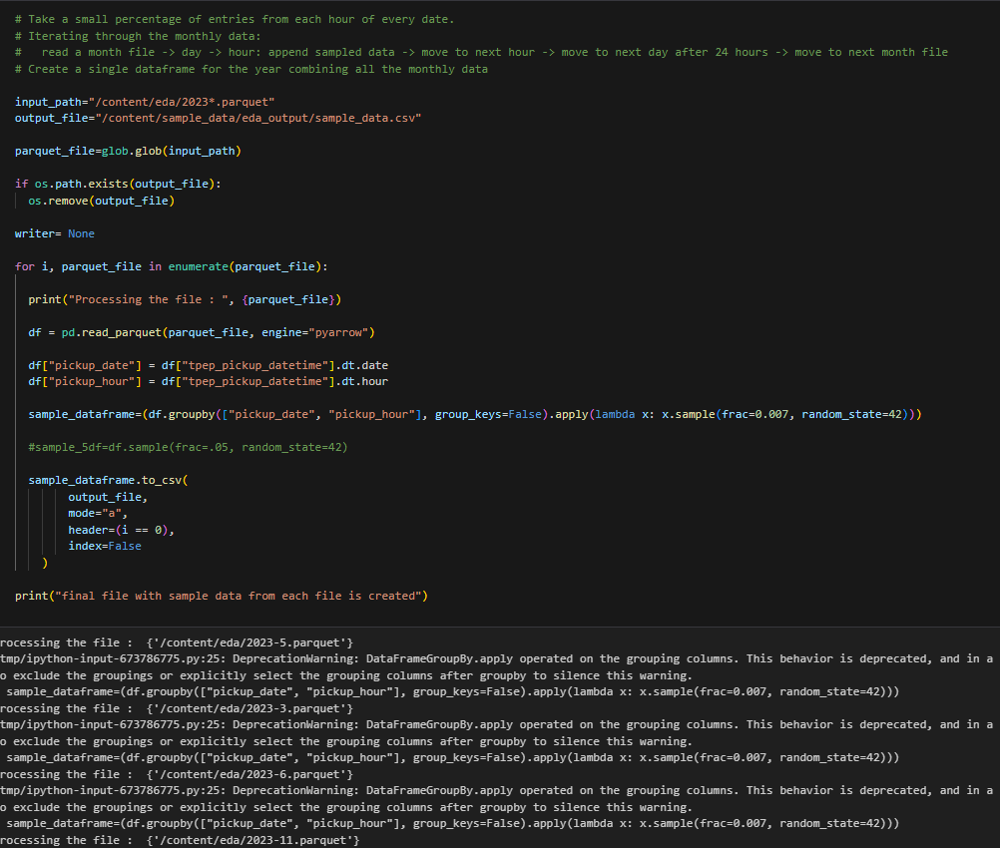 # Take a small percentage of entries from each hour of every date.
# Iterating through the monthly data:
#   read a month file -> day -> hour: append sampled data -> move to next hour -> move to next day after 24 hours -> move to next month file
# Create a single dataframe for the year combining all the monthly data
input_path="/content/eda/2023*.parquet"
output_file="/content/sample_data/eda_output/sample_data.csv"
parquet_file=glob.glob(input_path)
if os.path.exists(output_file):
  os.remove(output_file)
writer= None
for i, parquet_file in enumerate(parquet_file):
  print("Processing the file : ", {parquet_file})
  df = pd.read_parquet(parquet_file, engine="pyarrow")
  df["pickup_date"] = df["tpep_pickup_datetime"].dt.date
  df["pickup_hour"] = df["tpep_pickup_datetime"].dt.hour
  sample_dataframe=(df.groupby(["pickup_date", "pickup_hour"], group_keys=False).apply(lambda x: x.sample(frac=0.007, random_state=42)))
  #sample_5df=df.sample(frac=.05, random_state=42)
  sample_dataframe.to_csv(
        output_file,
        mode="a",
        header=(i == 0),
        index=False
    )
print("final file with sample data from each file is created")
rocessing the file :  {'/content/eda/2023-5.parquet'}
tmp/ipython-input-673786775.py:25: DeprecationWarning: DataFrameGroupBy.apply operated on the grouping columns. This behavior is deprecated, and in a
o exclude the groupings or explicitly select the grouping columns after groupby to silence this warning.
 sample_dataframe=(df.groupby(["pickup_date", "pickup_hour"], group_keys=False).apply(lambda x: x.sample(frac=0.007, random_state=42)))
rocessing the file :  {'/content/eda/2023-3.parquet'}
tmp/ipython-input-673786775.py:25: DeprecationWarning: DataFrameGroupBy.apply operated on the grouping columns. This behavior is deprecated, and in a
o exclude the groupings or explicitly select the grouping columns after groupby to silence this warning.
 sample_dataframe=(df.groupby(["pickup_date", "pickup_hour"], group_keys=False).apply(lambda x: x.sample(frac=0.007, random_state=42)))
rocessing the file :  {'/content/eda/2023-6.parquet'}
tmp/ipython-input-673786775.py:25: DeprecationWarning: DataFrameGroupBy.apply operated on the grouping columns. This behavior is deprecated, and in a
o exclude the groupings or explicitly select the grouping columns after groupby to silence this warning.
 sample_dataframe=(df.groupby(["pickup_date", "pickup_hour"], group_keys=False).apply(lambda x: x.sample(frac=0.007, random_state=42)))
rocessing the file :  {'/content/eda/2023-11.parquet'}